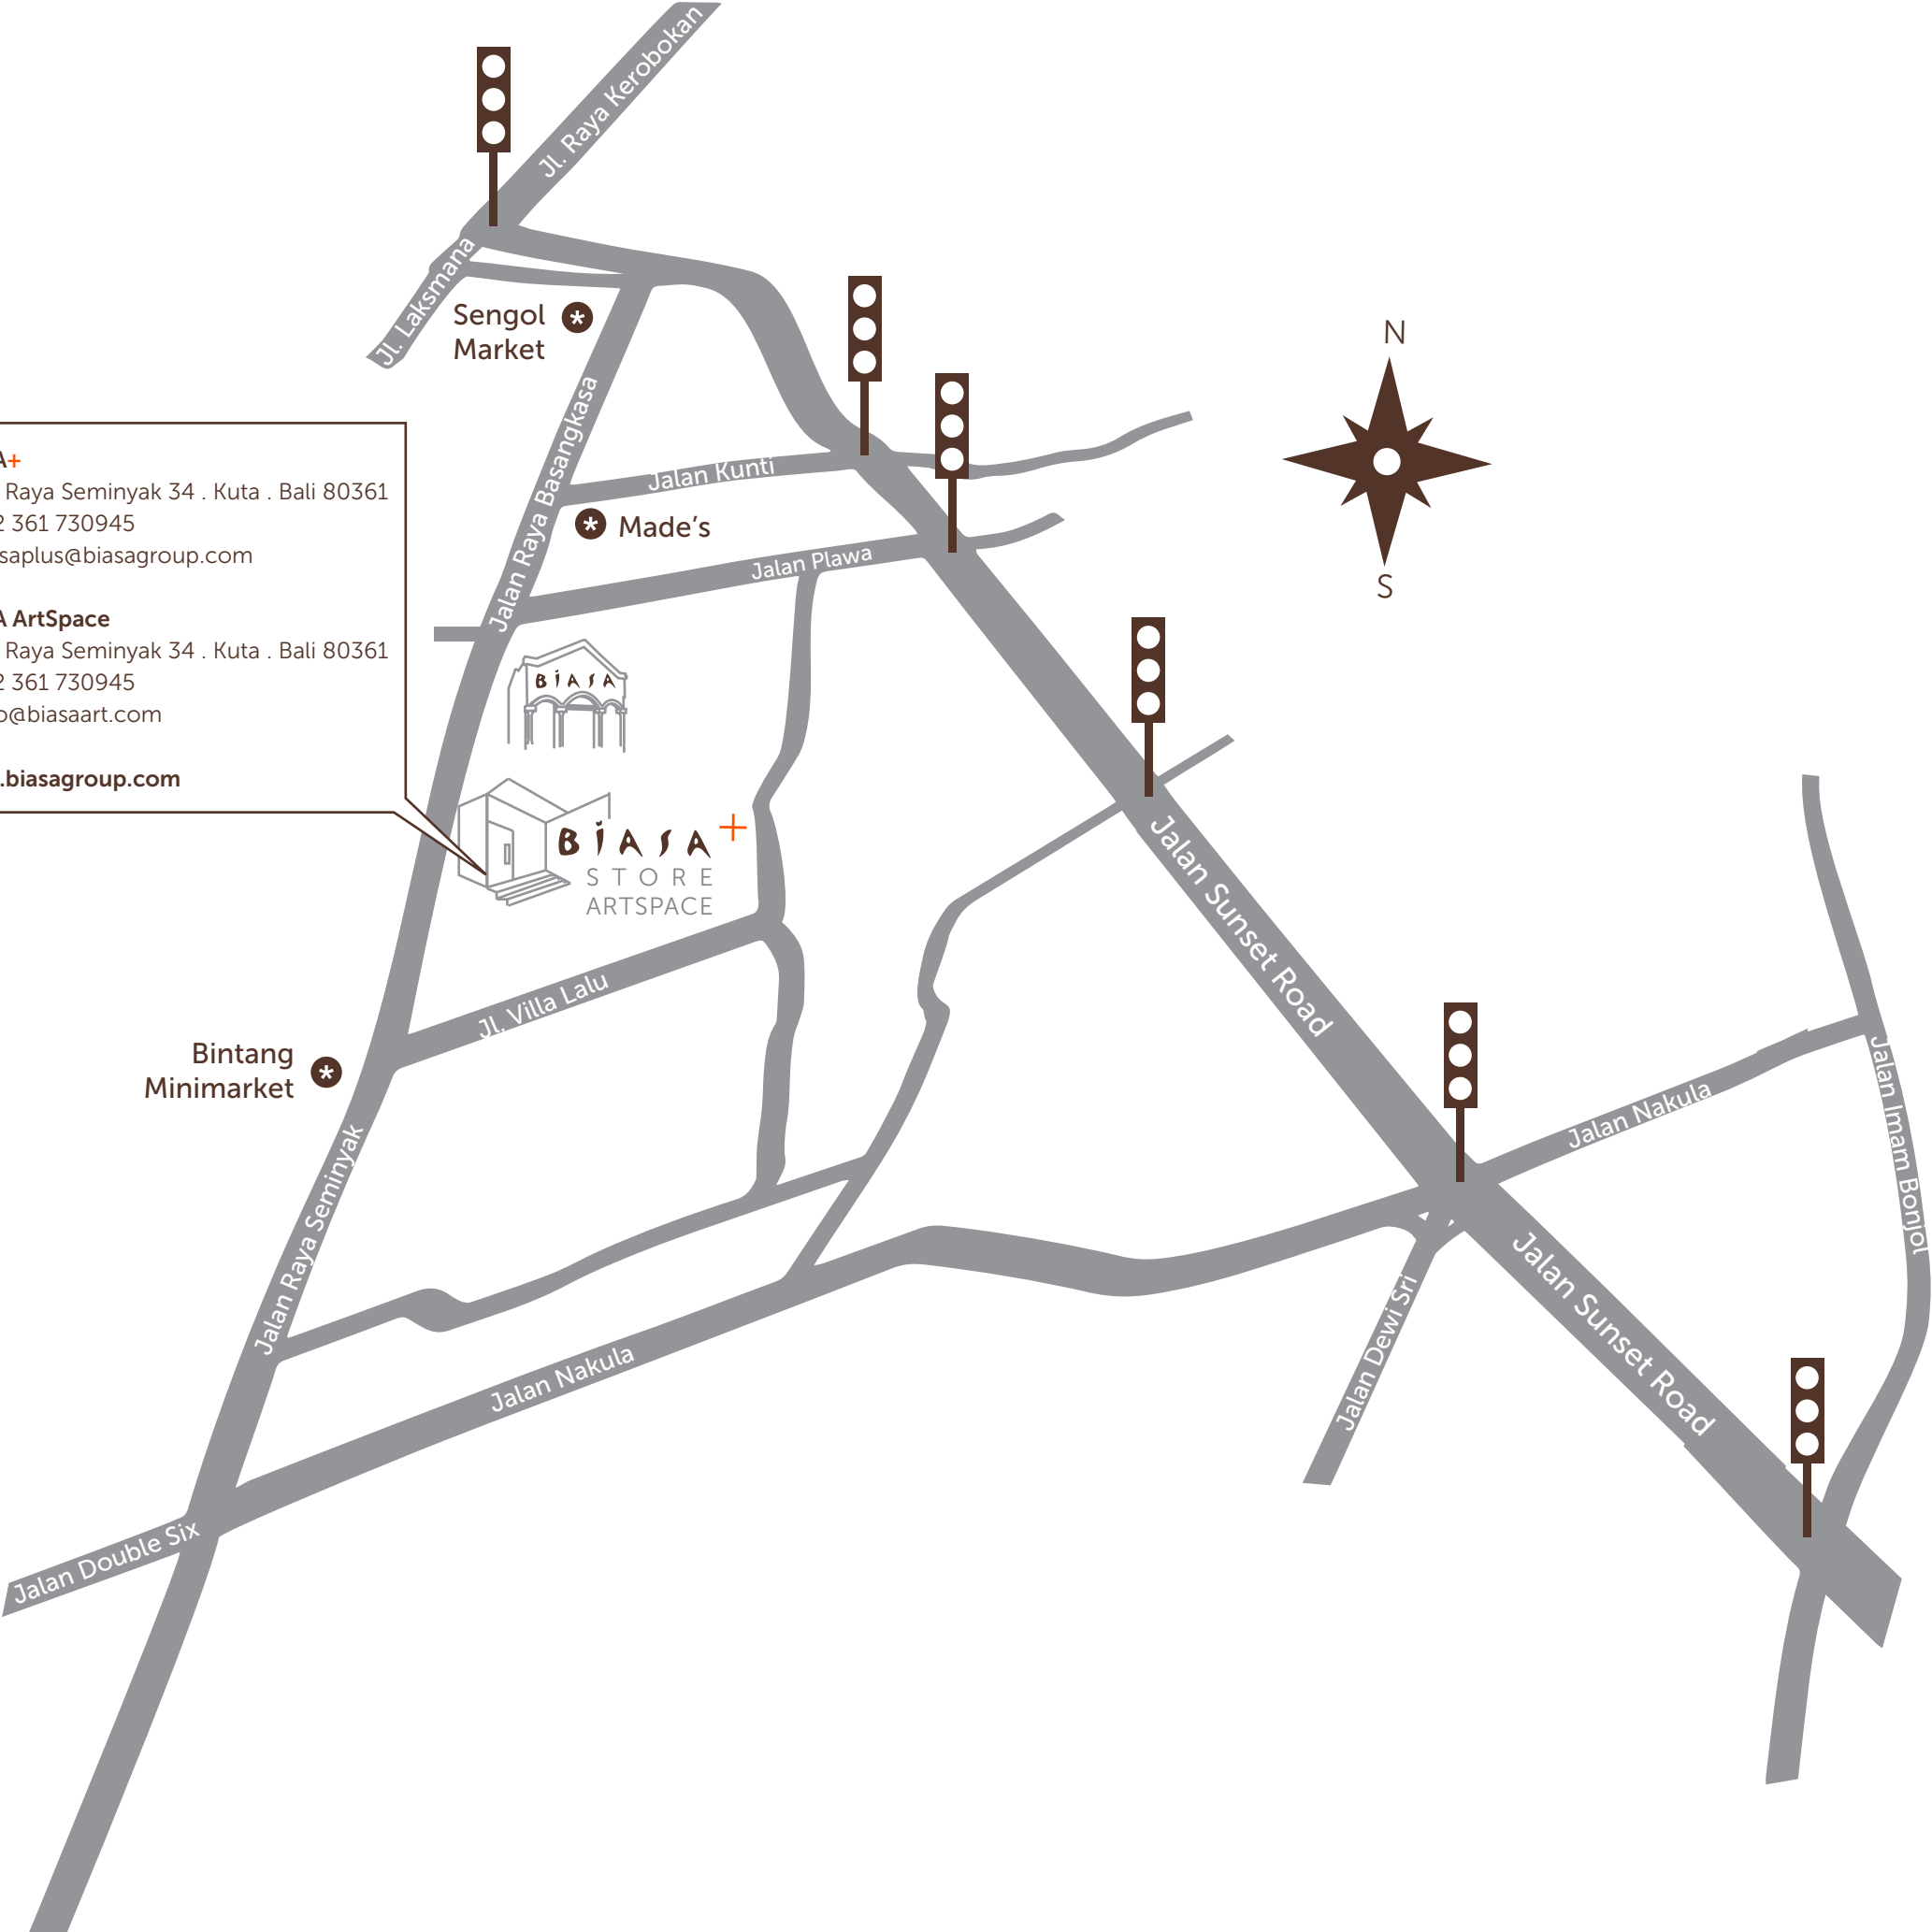 Jl. Raya Kerobokan
Jl. Laksmana
Sengol
Market
N
S
Jalan Raya Basangkasa
Jalan Kunti
Made's
Jalan Plawa
A+
Raya Seminyak 34 . Kuta . Bali 80361
2 361 730945
saplus@biasagroup.com
A ArtSpace
Raya Seminyak 34 . Kuta . Bali 80361
2 361 730945
o@biasaart.com
.biasagroup.com
BiASA
BiASA+
STORE
ARTSPACE
Jl. Villa Lalu
Bintang
Minimarket
Jalan Sunset Road
Jalan Nakula
Jalan Imam Bonjol
Jalan Raya Seminyak
Jalan Sunset Road
Jalan Dewi Sri
Jalan Nakula
Jalan Double Six